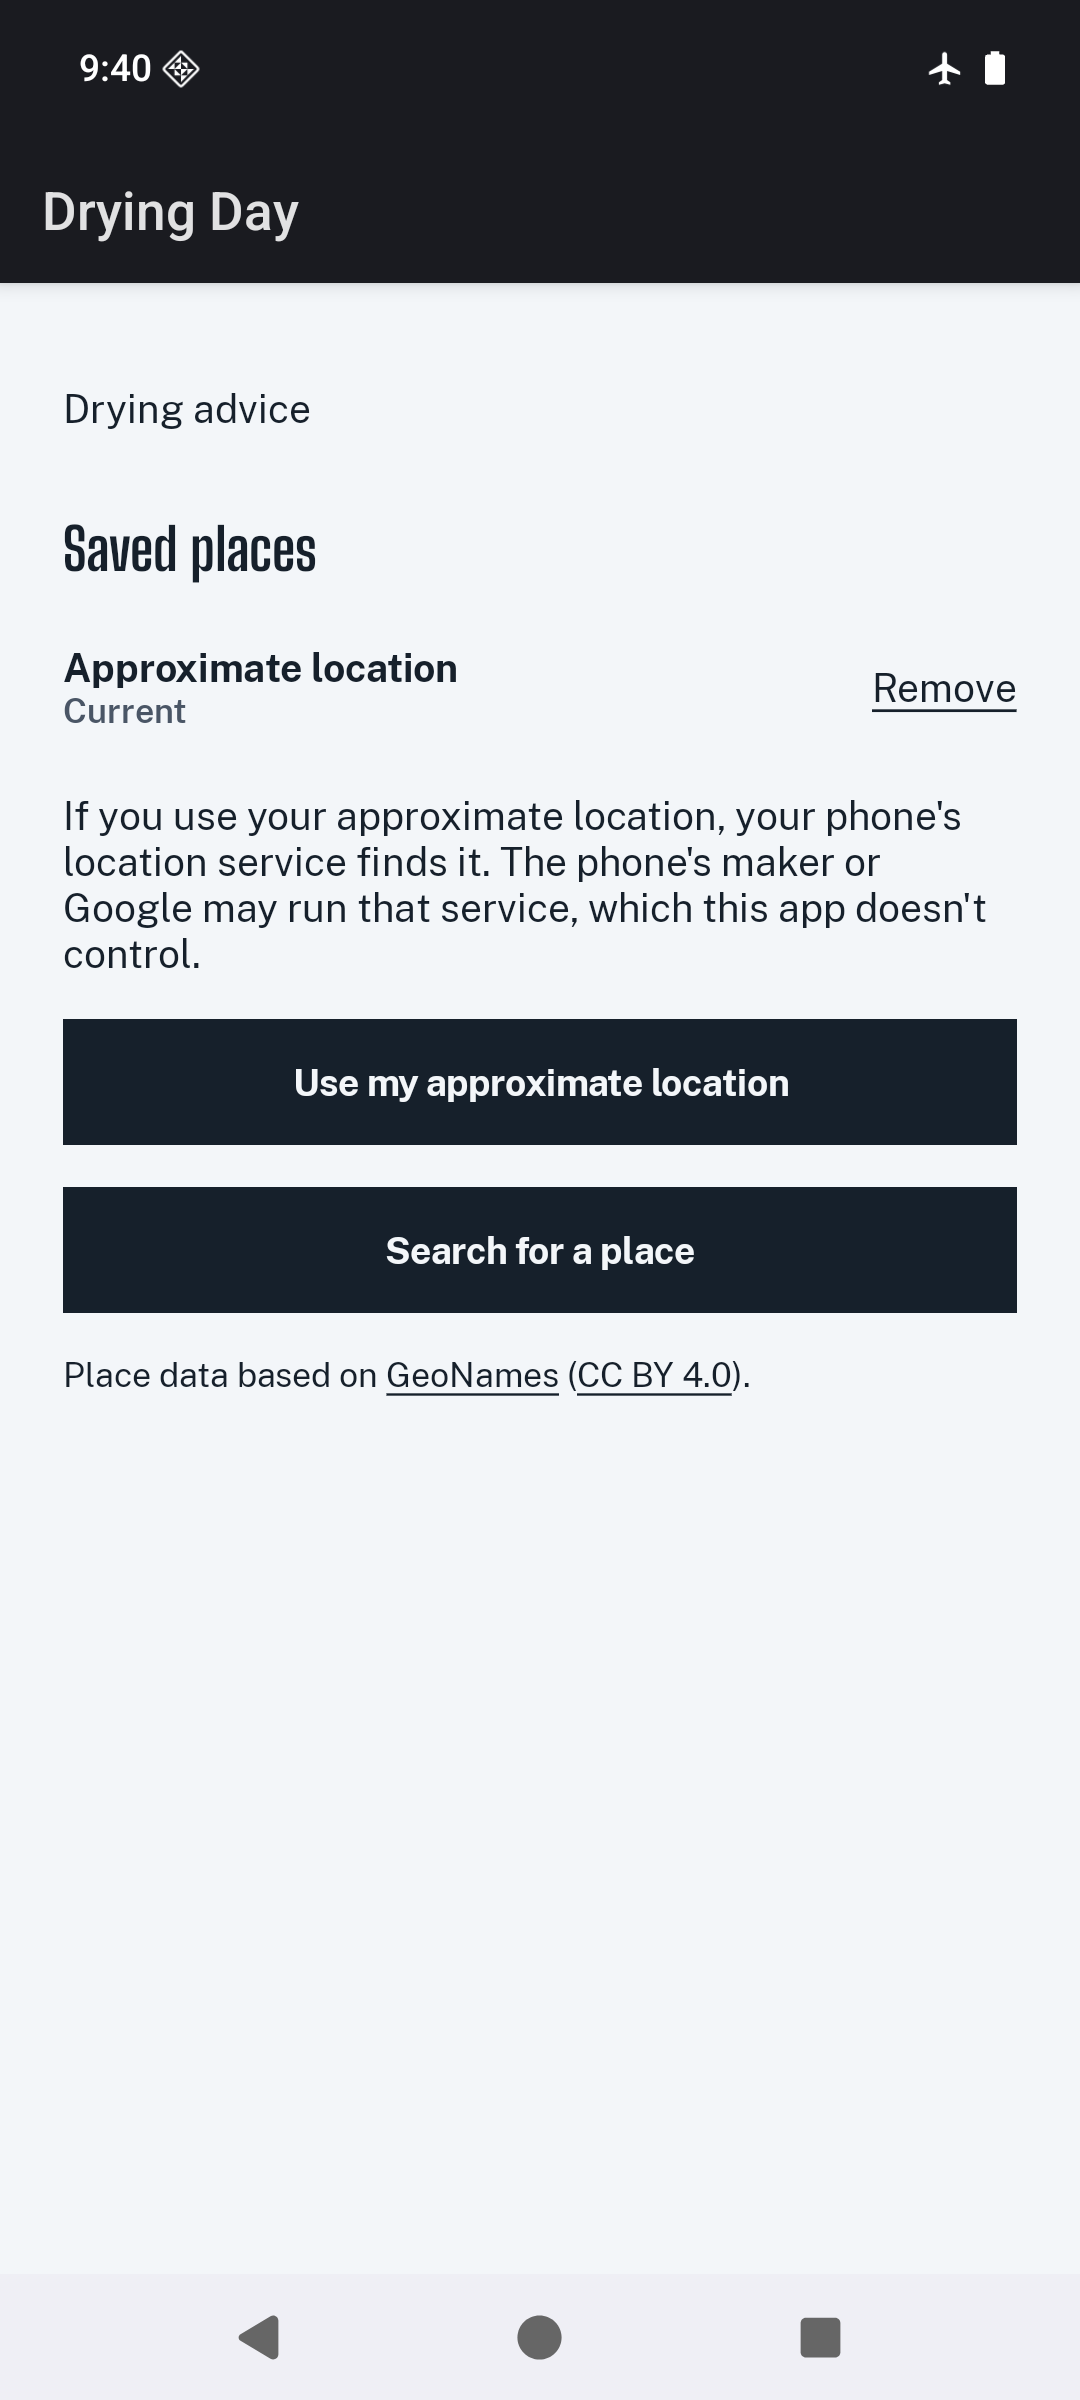 9:40
Drying Day
Drying advice
Saved places
Approximate location
Current
Remove
If you use your approximate location, your phone's
location service finds it. The phone's maker or
Google may run that service, which this app doesn't
control.
Use my approximate location
Search for a place
Place data based on GeoNames (CC BY 4.0).